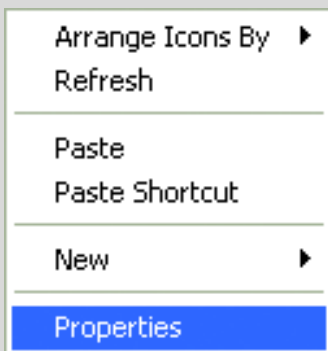 Arrange Icons By
Refresh
Paste
Paste Shortcut
New
Properties